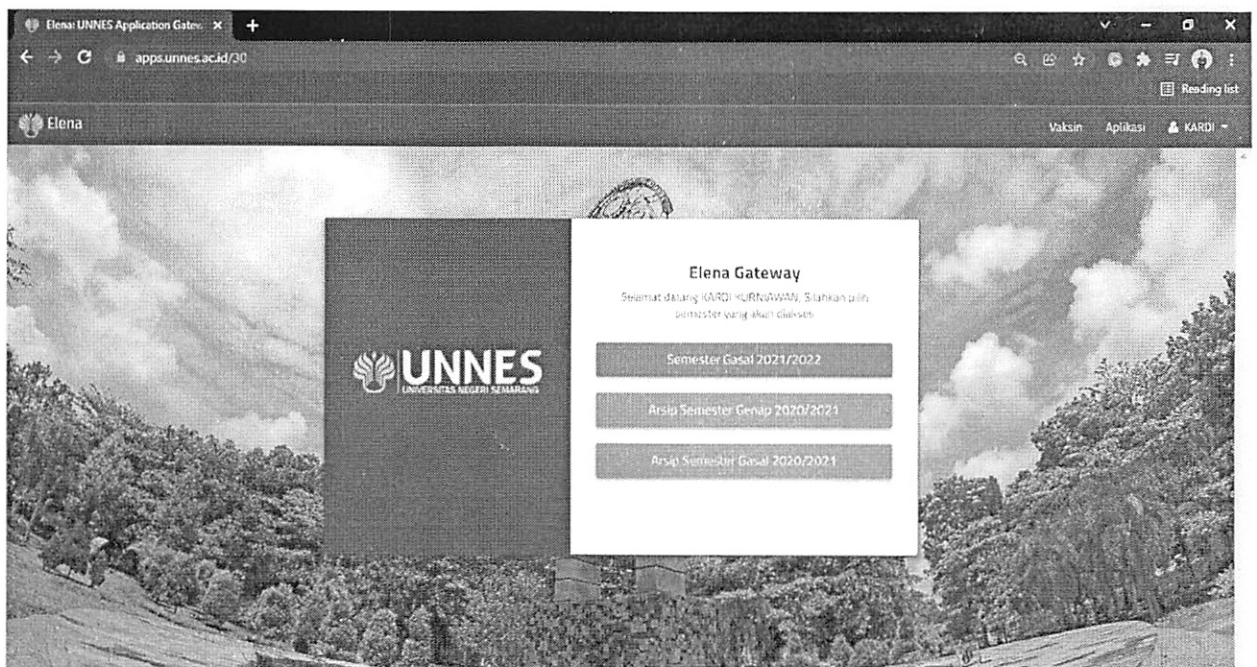 Elena: UNNES Application Gatew
apps.unnes.ac.id/30
Reading list
Elena
Vaksin Aplikasi KARDI
Elena Gateway
Selamat datang KARDI KURNIAWAN, Silahkan pilih
semester yang akan diakses
UNNES
UNIVERSITAS NEGERI SEMARANG
Semester Gasal 2021/2022
Arsip Semester Genap 2020/2021
Arsip Semester Gasal 2020/2021